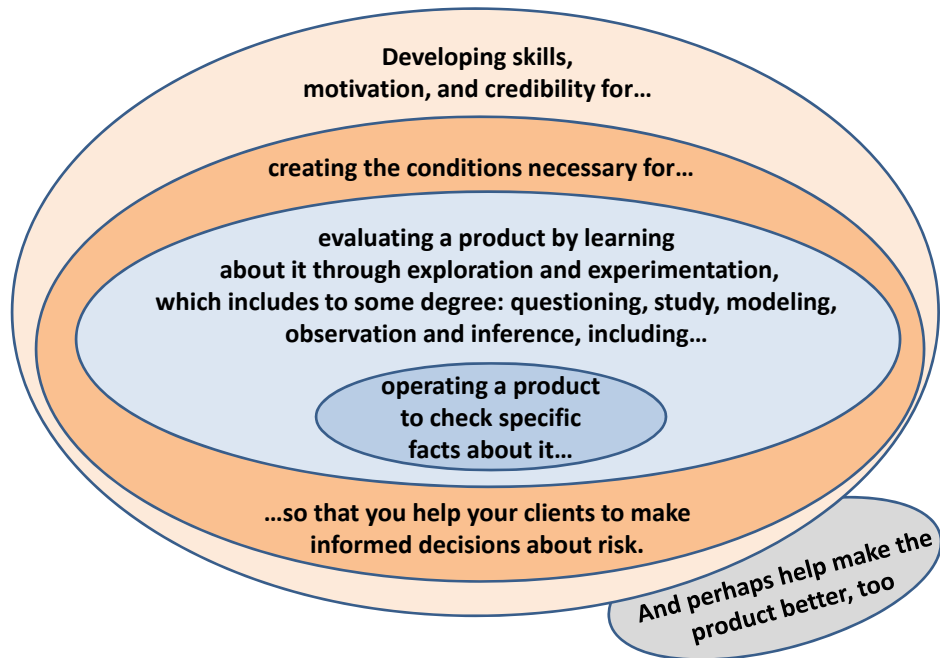 Developing skills,
motivation, and credibility for…
creating the conditions necessary for…
evaluating a product by learning
about it through exploration and experimentation,
which includes to some degree: questioning, study, modeling,
observation and inference, including…
operating a product
to check specific
facts about it…
…so that you help your clients to make
informed decisions about risk.
And perhaps help make the
product better, too